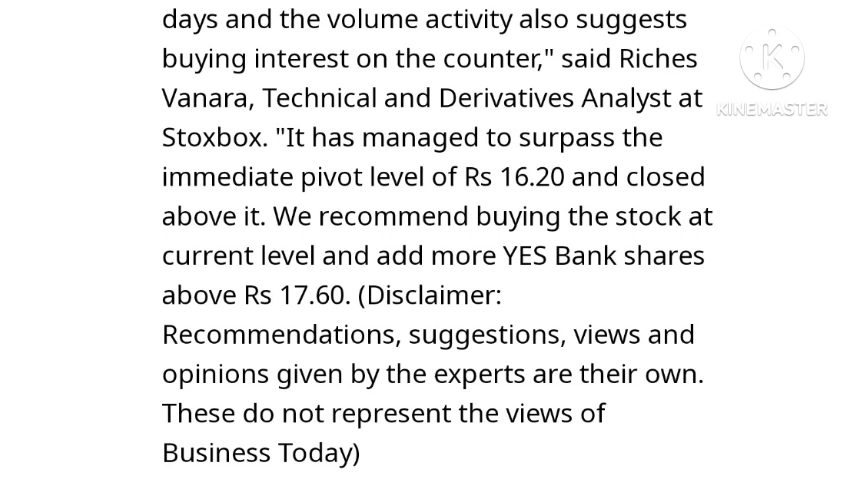 days and the volume activity also suggests
buying interest on the counter," said Riches
Vanara, Technical and Derivatives Analyst at
Stoxbox. "It has managed to surpass the
immediate pivot level of Rs 16.20 and closed
above it. We recommend buying the stock at
current level and add more YES Bank shares
above Rs 17.60. (Disclaimer:
Recommendations, suggestions, views and
opinions given by the experts are their own.
These do not represent the views of
Business Today)
K
KINEMASTER